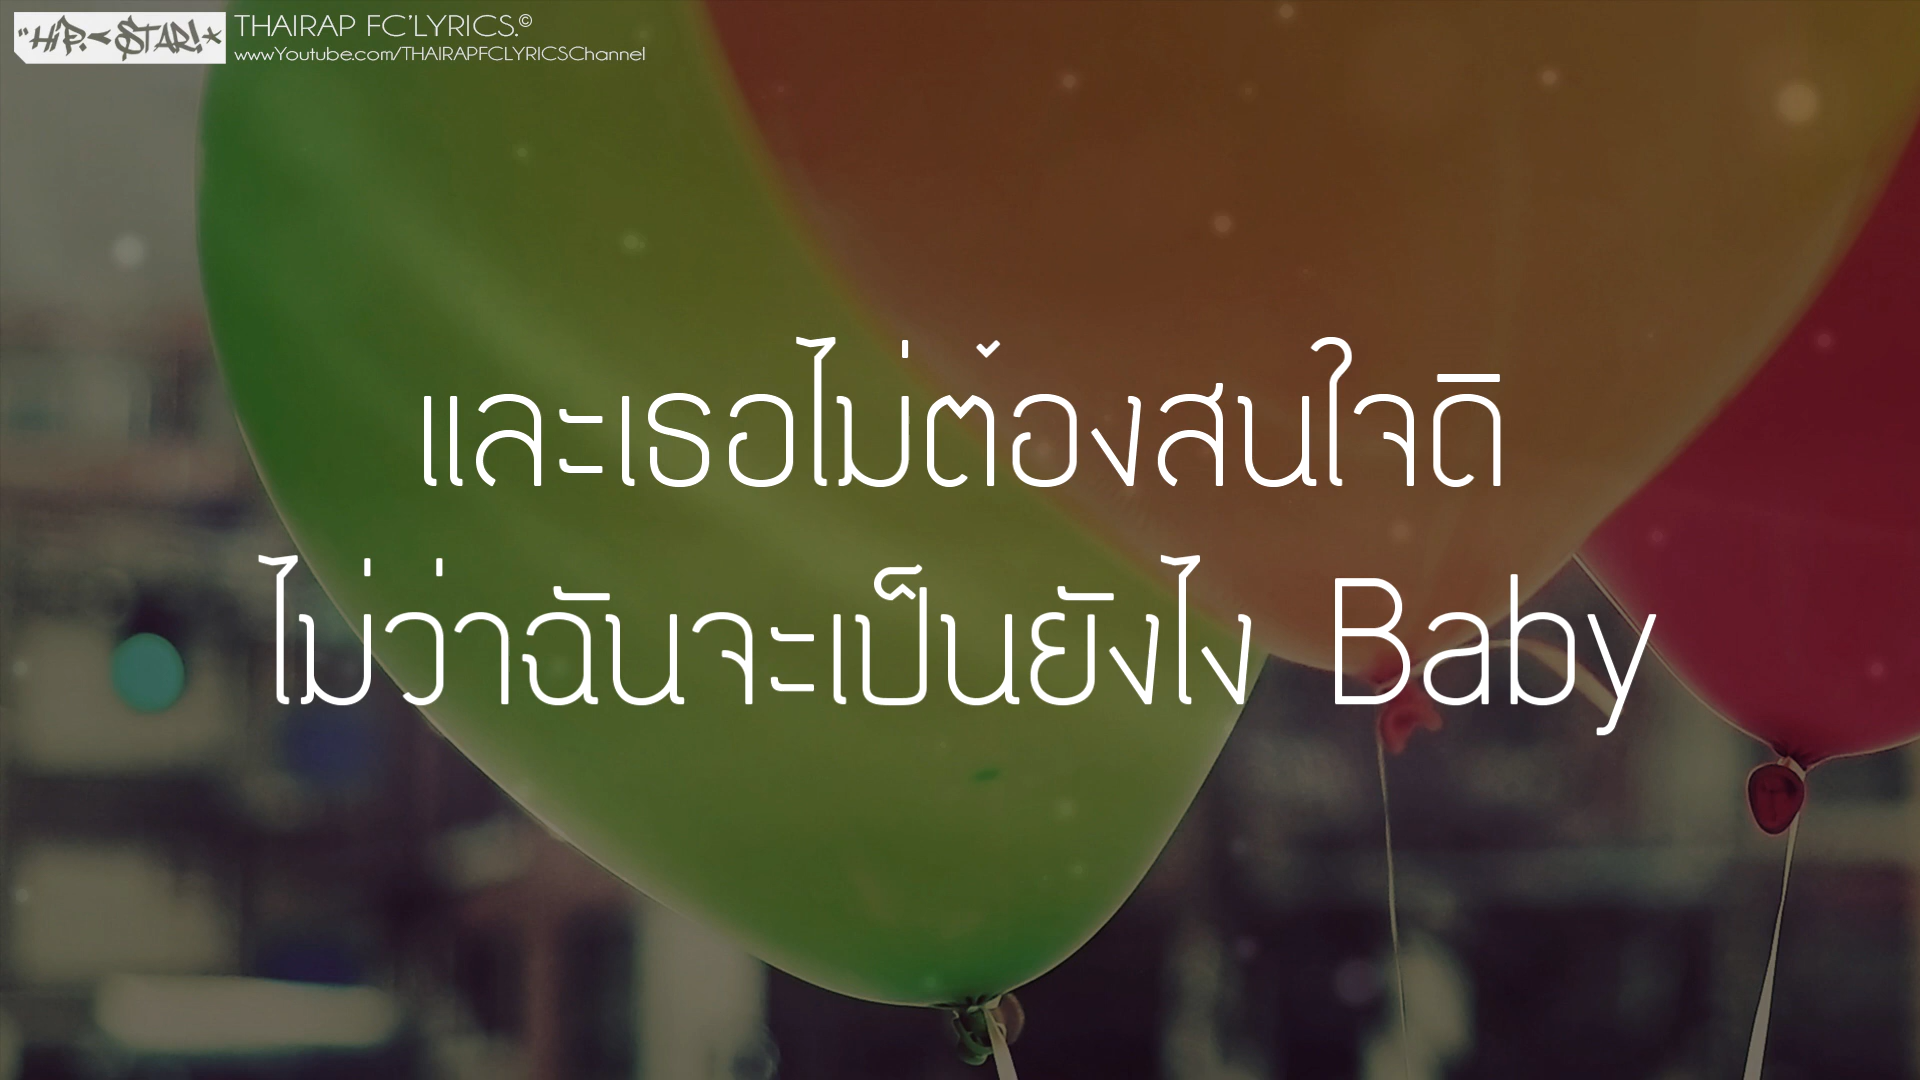 "HIP.<STAR!*
THAIRAP FC'LYRICS.©
wwwYoutube.com/THAIRAPFCLYRICSChannel
และเธอไม่ต้องสนใจดิ
ไม่ว่าฉันจะเป็นยังไง Baby